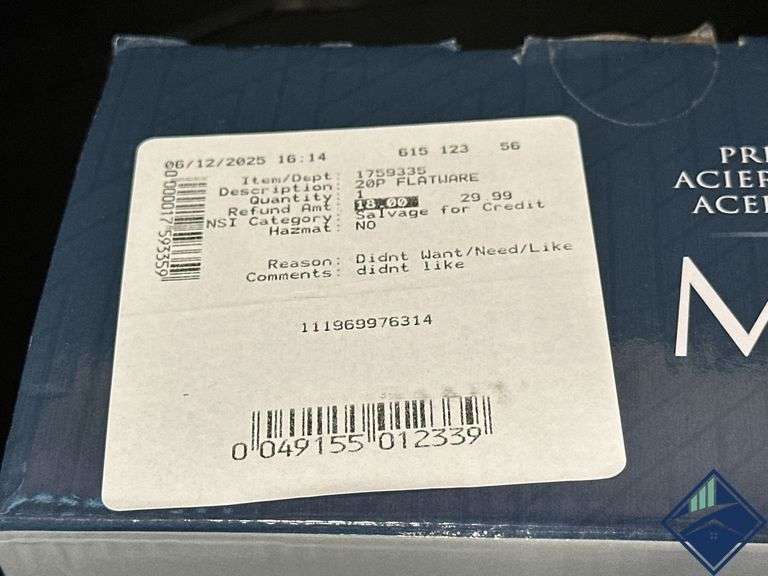 06/12/2025 16:14 615 123 56
Item/Dept: 1759335
Description: 20P FLATWARE
Quantity: 1
Refund Amt: 18.00 29.99
NSI Category: Salvage for Credit
Hazmat: NO
Reason: Didnt Want/Need/Like
Comments: didnt like
111969976314
0 049155 012339
PR
ACIER
ACE
M